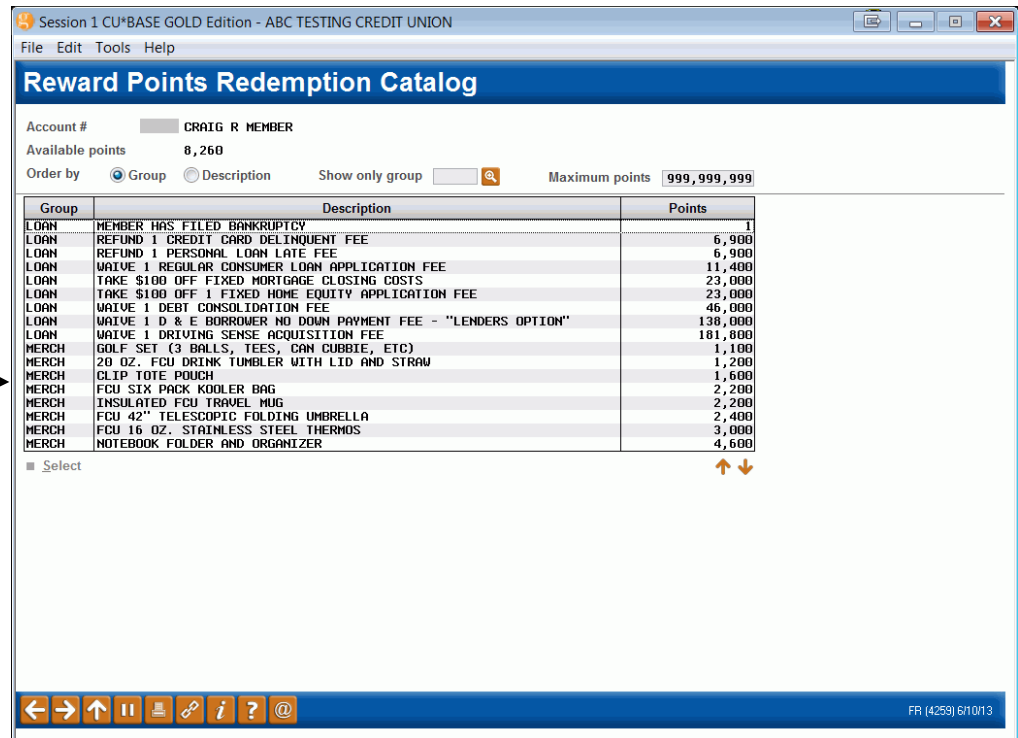 Session 1 CU*BASE GOLD Edition - ABC TESTING CREDIT UNION
File Edit Tools Help
Reward Points Redemption Catalog
Account # CRAIG R MEMBER
Available points 8,260
Order by Group Description Show only group Maximum points 999,999,999
Group Description Points
LOAN MEMBER HAS FILED BANKRUPTCY 1
LOAN REFUND 1 CREDIT CARD DELINQUENT FEE 6,900
LOAN REFUND 1 PERSONAL LOAN LATE FEE 6,900
LOAN WAIVE 1 REGULAR CONSUMER LOAN APPLICATION FEE 11,400
LOAN TAKE $100 OFF FIXED MORTGAGE CLOSING COSTS 23,000
LOAN TAKE $100 OFF 1 FIXED HOME EQUITY APPLICATION FEE 23,000
LOAN WAIVE 1 DEBT CONSOLIDATION FEE 46,000
LOAN WAIVE 1 D & E BORROWER NO DOWN PAYMENT FEE - "LENDERS OPTION" 138,000
LOAN WAIVE 1 DRIVING SENSE ACQUISITION FEE 181,800
MERCH GOLF SET (3 BALLS, TEES, CAN CUBBIE, ETC) 1,100
MERCH 20 OZ. FCU DRINK TUMBLER WITH LID AND STRAW 1,200
MERCH CLIP TOTE POUCH 1,600
MERCH FCU SIX PACK KOOLER BAG 2,200
MERCH INSULATED FCU TRAVEL MUG 2,200
MERCH FCU 42" TELESCOPIC FOLDING UMBRELLA 2,400
MERCH FCU 16 OZ. STAINLESS STEEL THERMOS 3,000
MERCH NOTEBOOK FOLDER AND ORGANIZER 4,600
Select
FR (4259) 6/10/13